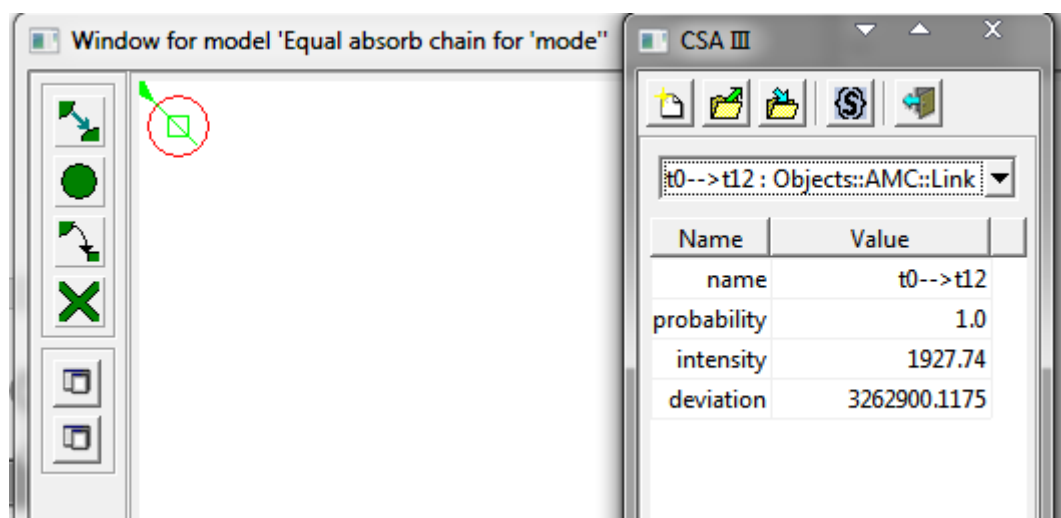 Window for model 'Equal absorb chain for 'mode''
CSA III
t0-->t12 : Objects::AMC::Link
Name Value
name t0-->t12
probability 1.0
intensity 1927.74
deviation 3262900.1175